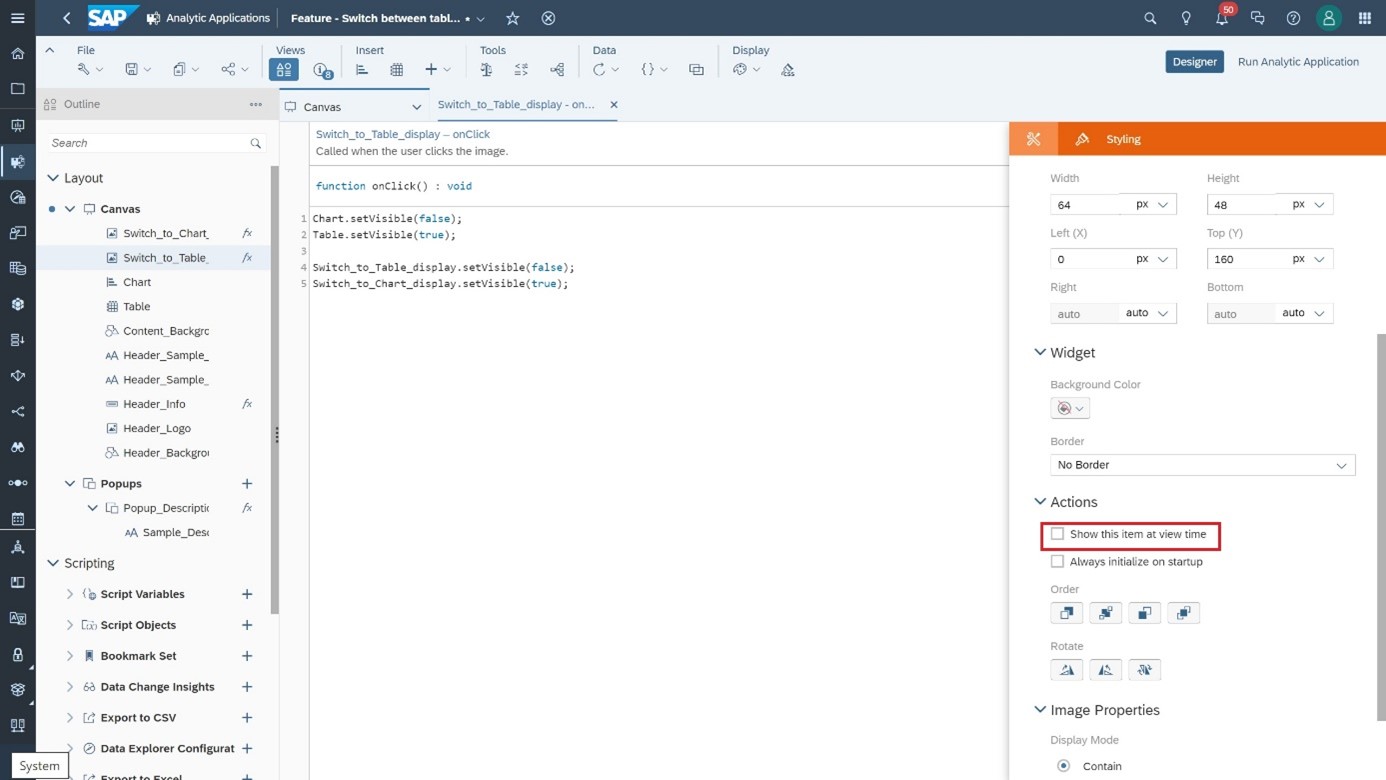 SAP Analytic Applications Feature - Switch between tabl... * 50
File Views Insert Tools Data Display
8
Designer Run Analytic Application
Outline
Search
Layout
Canvas
Switch_to_Chart_ fx
Switch_to_Table_ fx
Chart
Table
Content_Backgro
Header_Sample_
Header_Sample_
Header_Info fx
Header_Logo
Header_Backgrou
Popups +
Popup_Descriptio fx
Sample_Desc
Scripting
Script Variables +
Script Objects +
Bookmark Set +
Data Change Insights +
Export to CSV +
Data Explorer Configurat +
Export to Excel +
System
Canvas Switch_to_Table_display - on...
Switch_to_Table_display – onClick
Called when the user clicks the image.
function onClick() : void
1 Chart.setVisible(false);
2 Table.setVisible(true);
3
4 Switch_to_Table_display.setVisible(false);
5 Switch_to_Chart_display.setVisible(true);
Styling
Width Height
64 px 48 px
Left (X) Top (Y)
0 px 160 px
Right Bottom
auto auto auto auto
Widget
Background Color
Border
No Border
Actions
Show this item at view time
Always initialize on startup
Order
Rotate
Image Properties
Display Mode
Contain